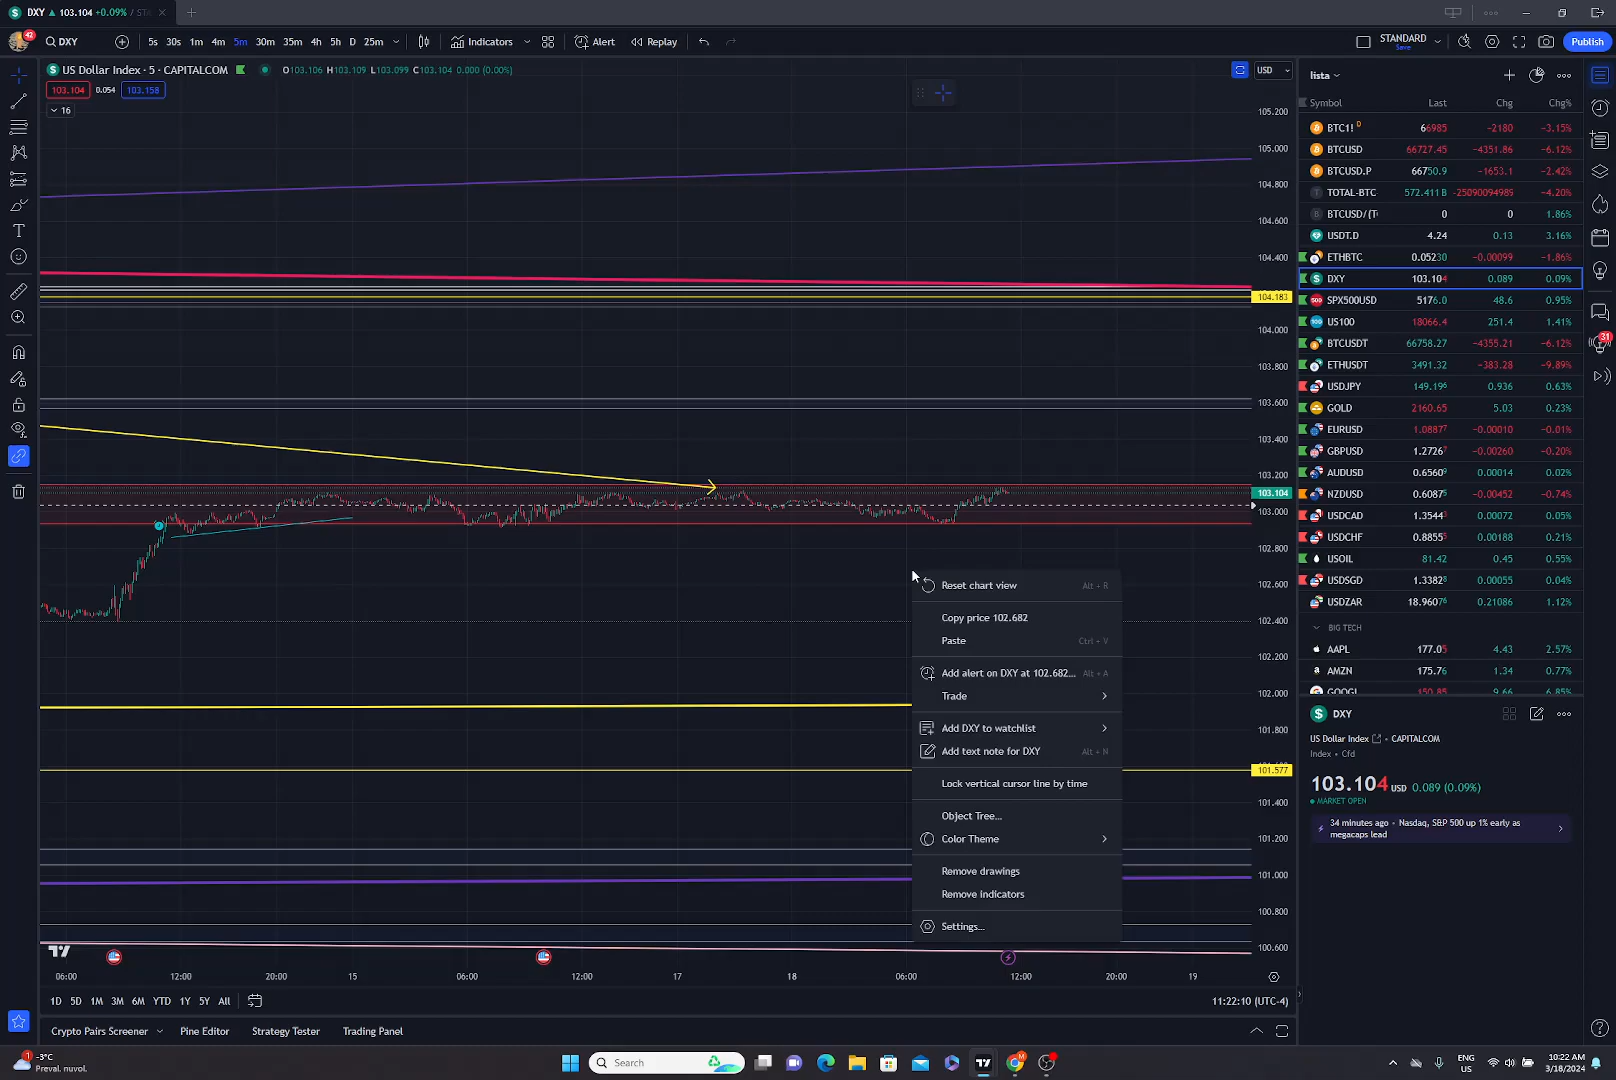 DXY ▲ 103.104 +0.09% / STA
42
DXY
5s 30s 1m 4m 5m 30m 35m 4h 5h D 25m
Indicators
Alert
Replay
STANDARD
Save
Publish
US Dollar Index · 5 · CAPITALCOM
O103.106 H103.109 L103.099 C103.104 0.000 (0.00%)
103.104 0.054 103.158
16
USD
105.200
105.000
104.800
104.600
104.400
104.183
104.000
103.800
103.600
103.400
103.200
103.104
103.000
102.800
102.600
102.400
102.200
102.000
101.800
101.577
101.400
101.200
101.000
100.800
100.600
Reset chart view Alt + R
Copy price 102.682
Paste Ctrl + V
Add alert on DXY at 102.682... Alt + A
Trade
Add DXY to watchlist
Add text note for DXY Alt + N
Lock vertical cursor line by time
Object Tree...
Color Theme
Remove drawings
Remove indicators
Settings...
06:00 12:00 20:00 15 06:00 12:00 17 18 06:00 12:00 20:00 19
1D 5D 1M 3M 6M YTD 1Y 5Y All
11:22:10 (UTC-4)
Crypto Pairs Screener Pine Editor Strategy Tester Trading Panel
lista
Symbol Last Chg Chg%
BTC1! D 66985 -2180 -3.15%
BTCUSD 66727.45 -4351.86 -6.12%
BTCUSD.P 66750.9 -1653.1 -2.42%
TOTAL-BTC 572.411B -25090094989 -4.20%
BTCUSD/(T 0 0 1.86%
USDT.D 4.24 0.13 3.16%
ETHBTC 0.05230 -0.00099 -1.86%
DXY 103.104 0.089 0.09%
SPX500USD 5176.0 48.6 0.95%
US100 18066.4 251.4 1.41%
BTCUSDT 66758.27 -4355.21 -6.12%
ETHUSDT 3491.32 -383.28 -9.89%
USDJPY 149.196 0.936 0.63%
GOLD 2160.65 5.03 0.23%
EURUSD 1.08877 -0.00010 -0.01%
GBPUSD 1.27267 -0.00260 -0.20%
AUDUSD 0.65609 0.00014 0.02%
NZDUSD 0.60875 -0.00452 -0.74%
USDCAD 1.35443 0.00072 0.05%
USDCHF 0.88555 0.00188 0.21%
USOIL 81.42 0.45 0.55%
USDSGD 1.33828 0.00055 0.04%
USDZAR 18.96076 0.21086 1.12%
BIG TECH
AAPL 177.05 4.43 2.57%
AMZN 175.76 1.34 0.77%
GOOGL 150.85 9.66 6.85%
DXY
US Dollar Index · CAPITALCOM
Index · Cfd
103.104 USD 0.089 (0.09%)
MARKET OPEN
34 minutes ago · Nasdaq, S&P 500 up 1% early as
megacaps lead
31
1
-3°C
Preval. nuvol.
Search
ENG
US
10:22 AM
3/18/2024